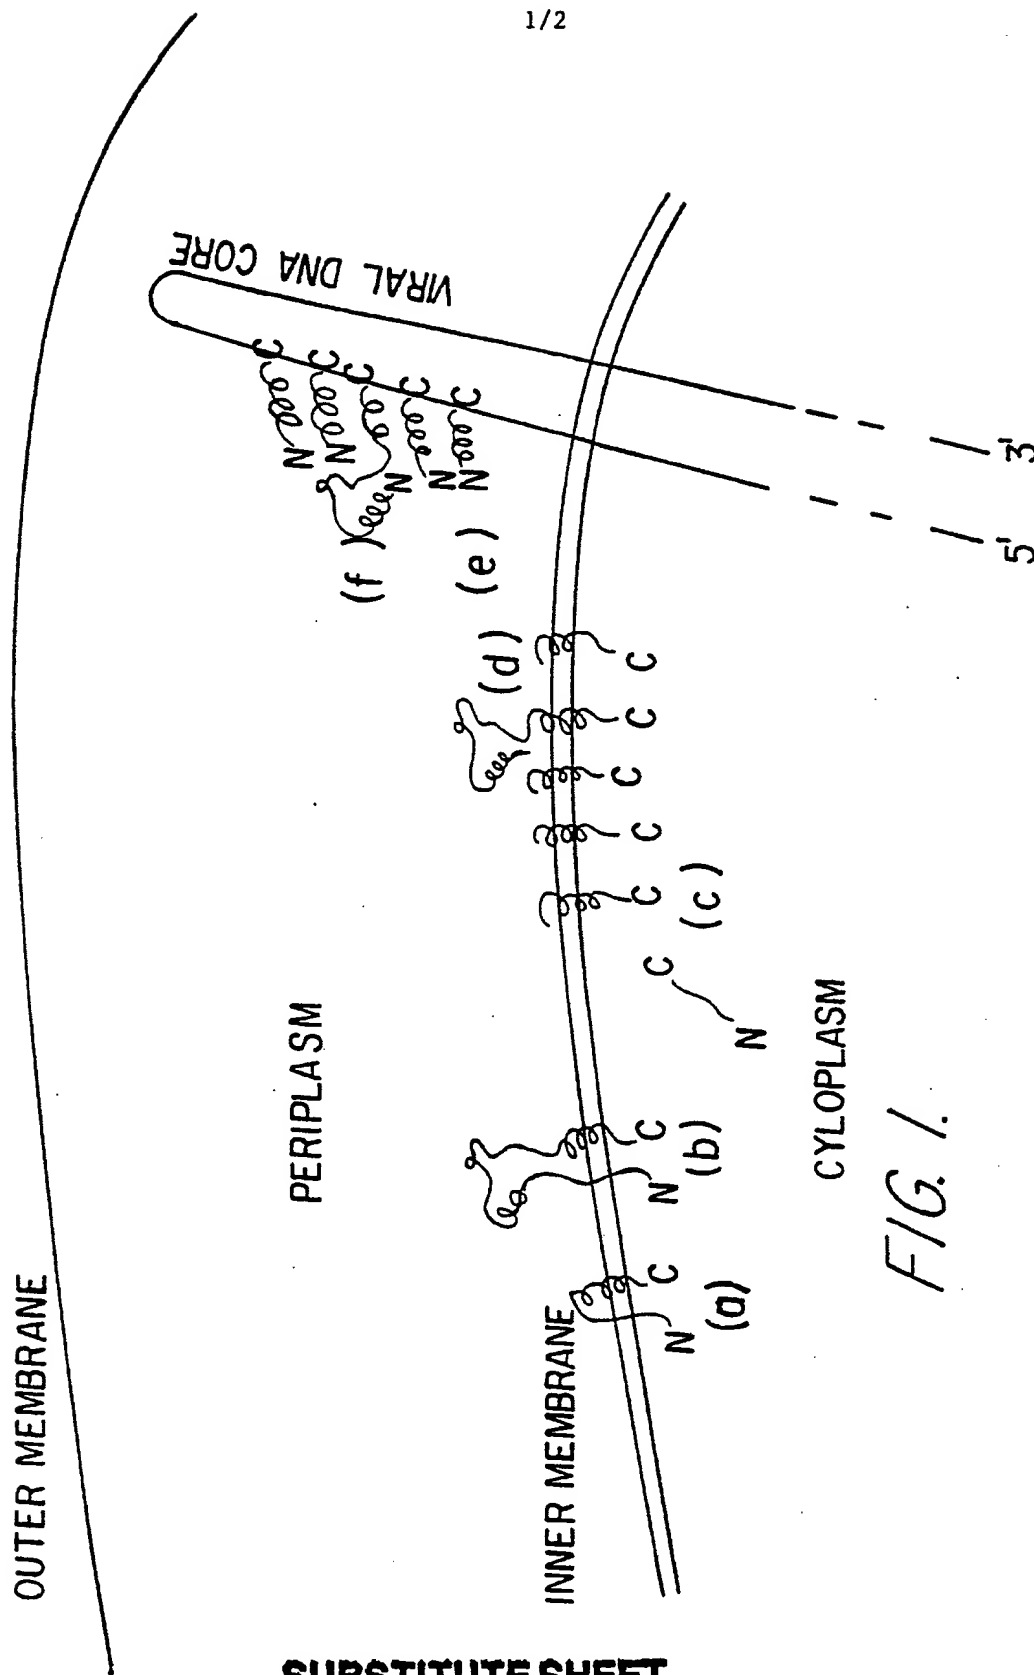 1/2
OUTER MEMBRANE
VIRAL DNA CORE
N C
N C
N C
N C
N C
PERIPLASM
(f)
(e)
(d)
INNER MEMBRANE
N C
(a)
N C
(b)
N C
C C C C C
(c)
CYLOPLASM
5' 3'
FIG. 1.
SUBSTITUTE SHEET